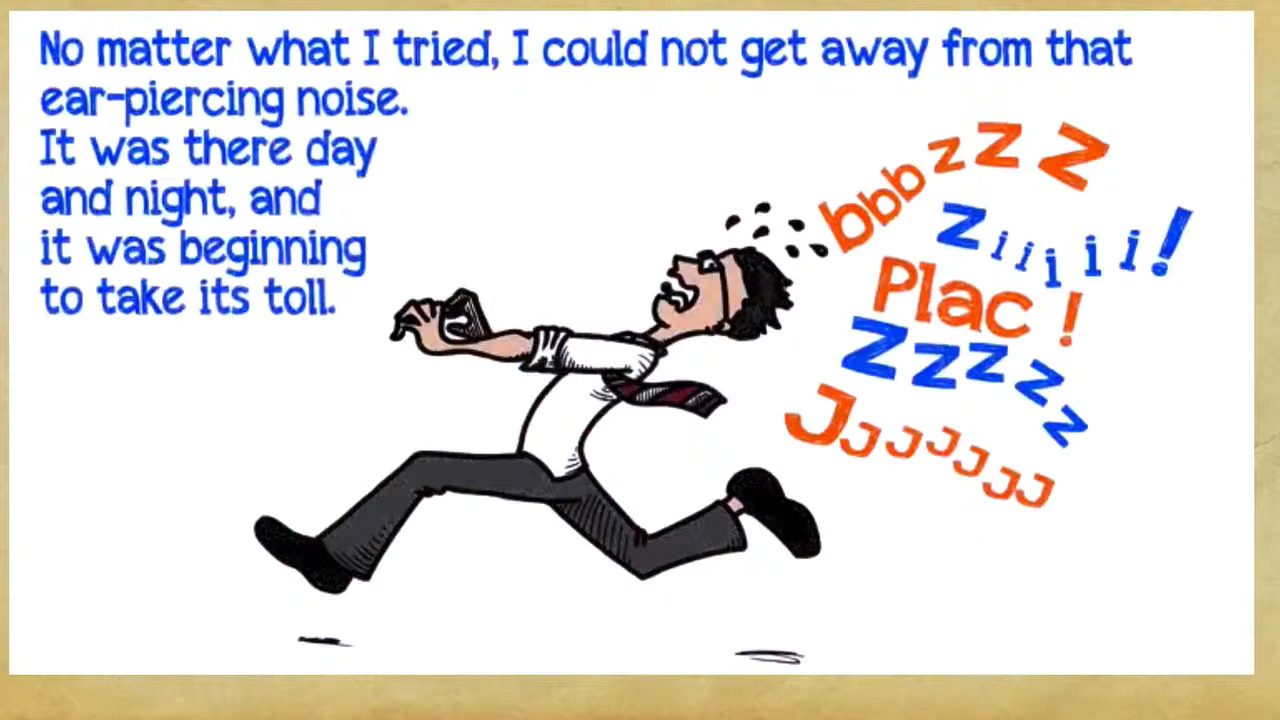 No matter what I tried, I could not get away from that
ear-piercing noise.
It was there day
and night, and
it was beginning
to take its toll.
bbbzzz
Ziiiii!
Plac!
Zzzzz
JJJJJJJ